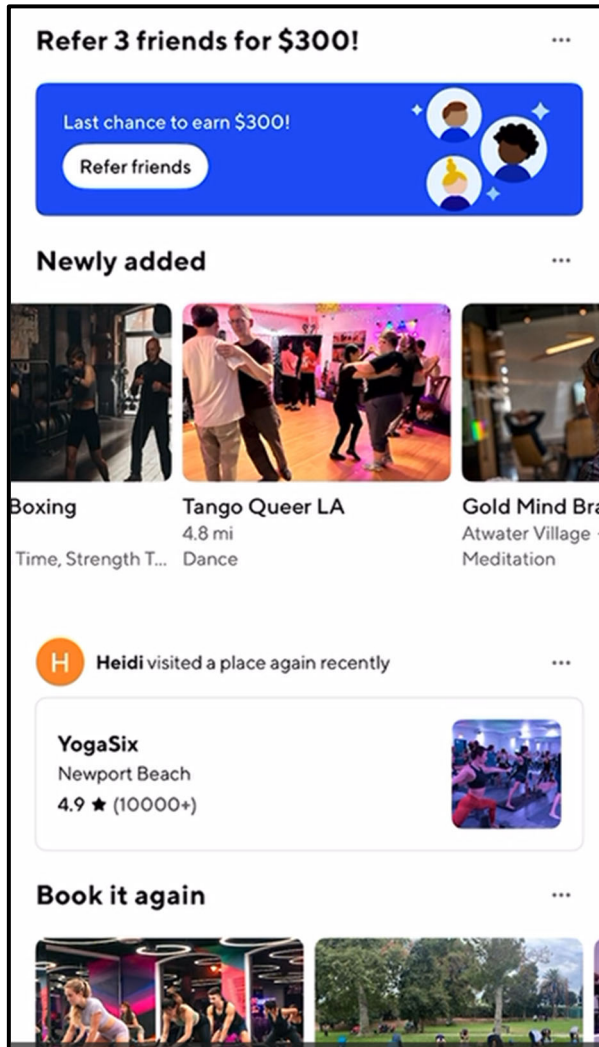 Refer 3 friends for $300!
Last chance to earn $300!
Refer friends
Newly added
Boxing
Time, Strength T...
Tango Queer LA
4.8 mi
Dance
Gold Mind Bra
Atwater Village
Meditation
H
Heidi visited a place again recently
YogaSix
Newport Beach
4.9 ★ (10000+)
Book it again